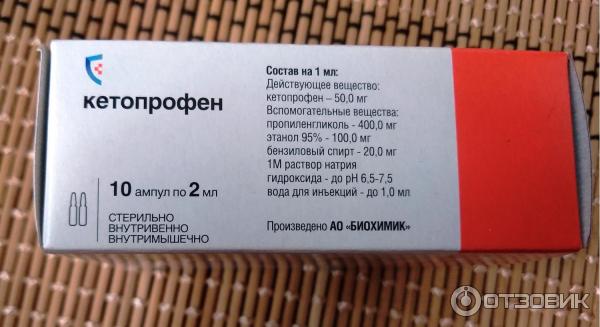 кетопрофен
10 ампул по 2 мл
СТЕРИЛЬНО
ВНУТРИВЕННО
ВНУТРИМЫШЕЧНО
Состав на 1 мл:
Действующее вещество:
кетопрофен – 50,0 мг
Вспомогательные вещества:
пропиленгликоль - 400,0 мг
этанол 95% - 100,0 мг
бензиловый спирт - 20,0 мг
1М раствор натрия
гидроксида - до pH 6,5-7,5
вода для инъекций - до 1,0 мл
Произведено АО «БИОХИМИК»
ОТЗОВИК